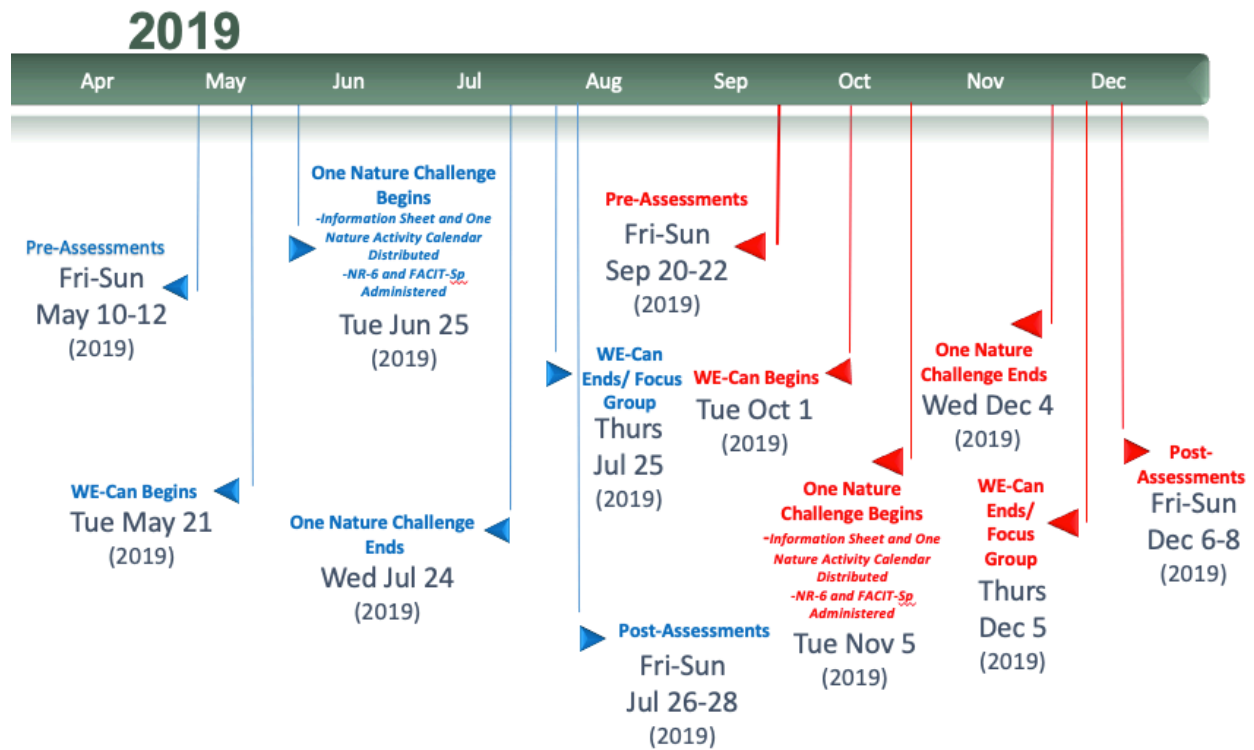 2019
Apr
May
Jun
Jul
Aug
Sep
Oct
Nov
Dec
Pre-Assessments
Fri-Sun
May 10-12
(2019)
WE-Can Begins
Tue May 21
(2019)
One Nature Challenge
Begins
-Information Sheet and One
Nature Activity Calendar
Distributed
-NR-6 and FACIT-Sp
Administered
Tue Jun 25
(2019)
One Nature Challenge
Ends
Wed Jul 24
(2019)
WE-Can
Ends/ Focus
Group
Thurs
Jul 25
(2019)
Post-Assessments
Fri-Sun
Jul 26-28
(2019)
Pre-Assessments
Fri-Sun
Sep 20-22
(2019)
WE-Can Begins
Tue Oct 1
(2019)
One Nature
Challenge Begins
-Information Sheet and One
Nature Activity Calendar
Distributed
-NR-6 and FACIT-Sp
Administered
Tue Nov 5
(2019)
One Nature
Challenge Ends
Wed Dec 4
(2019)
WE-Can
Ends/
Focus
Group
Thurs
Dec 5
(2019)
Post-
Assessments
Fri-Sun
Dec 6-8
(2019)